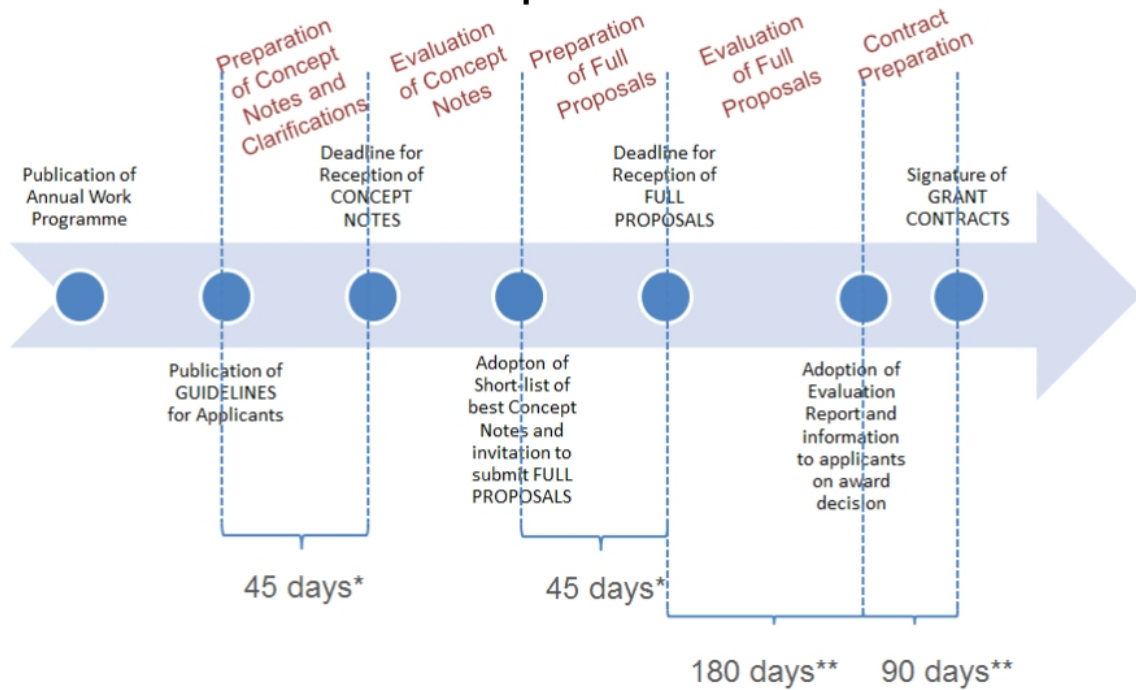 Preparation
of Concept
Notes and
Clarifications
Evaluation
of Concept
Notes
Preparation
of Full
Proposals
Evaluation
of Full
Proposals
Contract
Preparation
Publication of
Annual Work
Programme
Deadline for
Reception of
CONCEPT
NOTES
Deadline for
Reception of
FULL
PROPOSALS
Signature of
GRANT
CONTRACTS
Publication of
GUIDELINES
for Applicants
Adopton of
Short-list of
best Concept
Notes and
invitation to
submit FULL
PROPOSALS
Adoption of
Evaluation
Report and
information
to applicants
on award
decision
45 days*
45 days*
180 days**
90 days**